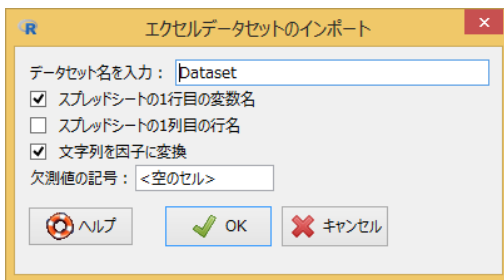 エクセルデータセットのインポート
データセット名を入力： Dataset
スプレッドシートの1行目の変数名
スプレッドシートの1列目の行名
文字列を因子に変換
欠測値の記号： <空のセル>
ヘルプ OK キャンセル